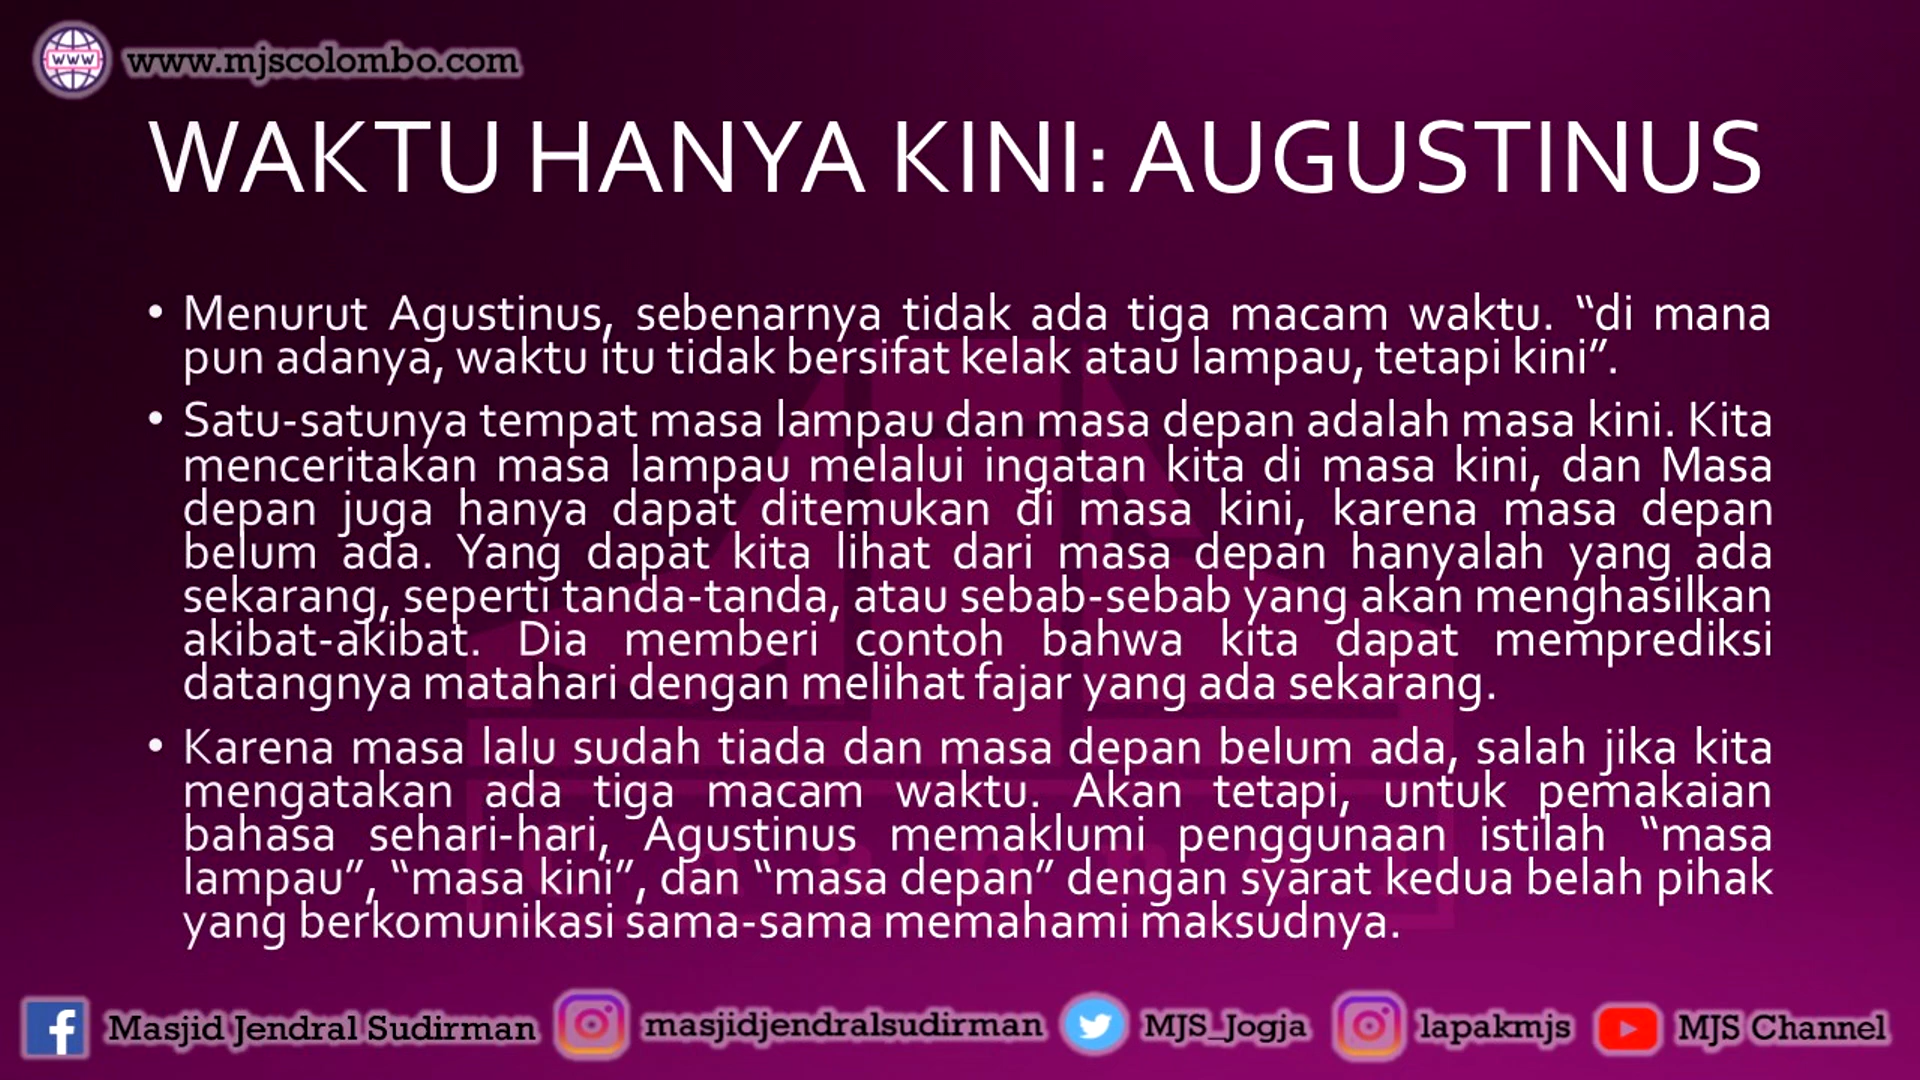 www.mjscolombo.com
WAKTU HANYA KINI: AUGUSTINUS
• Menurut Agustinus, sebenarnya tidak ada tiga macam waktu. “di mana
pun adanya, waktu itu tidak bersifat kelak atau lampau, tetapi kini”.
• Satu-satunya tempat masa lampau dan masa depan adalah masa kini. Kita
menceritakan masa lampau melalui ingatan kita di masa kini, dan Masa
depan juga hanya dapat ditemukan di masa kini, karena masa depan
belum ada. Yang dapat kita lihat dari masa depan hanyalah yang ada
sekarang, seperti tanda-tanda, atau sebab-sebab yang akan menghasilkan
akibat-akibat. Dia memberi contoh bahwa kita dapat memprediksi
datangnya matahari dengan melihat fajar yang ada sekarang.
• Karena masa lalu sudah tiada dan masa depan belum ada, salah jika kita
mengatakan ada tiga macam waktu. Akan tetapi, untuk pemakaian
bahasa sehari-hari, Agustinus memaklumi penggunaan istilah “masa
lampau”, “masa kini”, dan “masa depan” dengan syarat kedua belah pihak
yang berkomunikasi sama-sama memahami maksudnya.
Masjid Jendral Sudirman masjidjendralsudirman MJS_Jogja lapakmjs MJS Channel